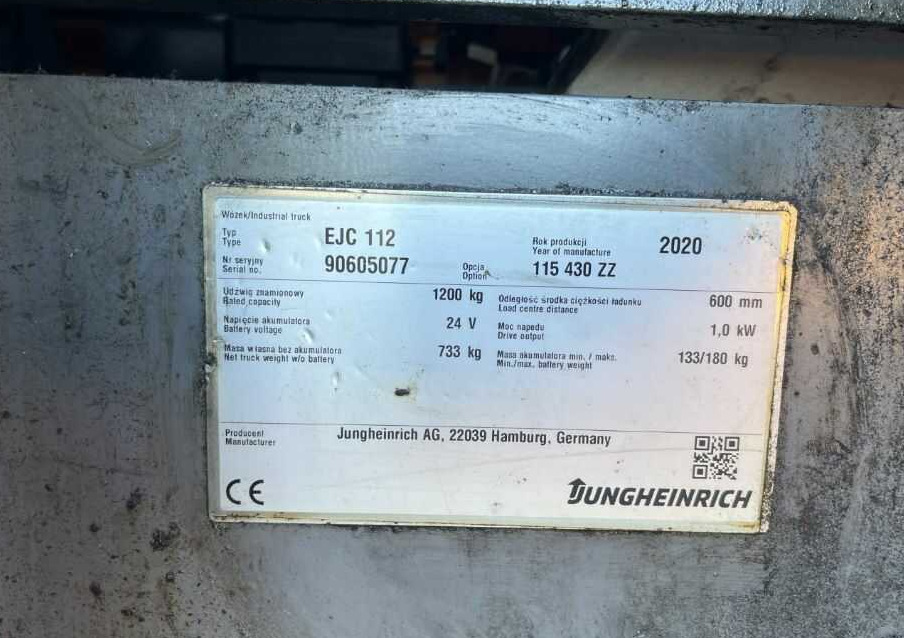 Wózek/Industrial truck
Typ
Type
EJC 112
Rok produkcji
Year of manufacture
2020
Nr seryjny
Serial no.
90605077
Opcja
Option
115 430 ZZ
Udźwig znamionowy
Rated capacity
1200 kg
Odległość środka ciężkości ładunku
Load centre distance
600 mm
Napięcie akumulatora
Battery voltage
24 V
Moc napędu
Drive output
1,0 kW
Masa własna bez akumulatora
Net truck weight w/o battery
733 kg
Masa akumulatora min. / maks.
Min./max. battery weight
133/180 kg
Producent
Manufacturer
Jungheinrich AG, 22039 Hamburg, Germany
CE
JUNGHEINRICH